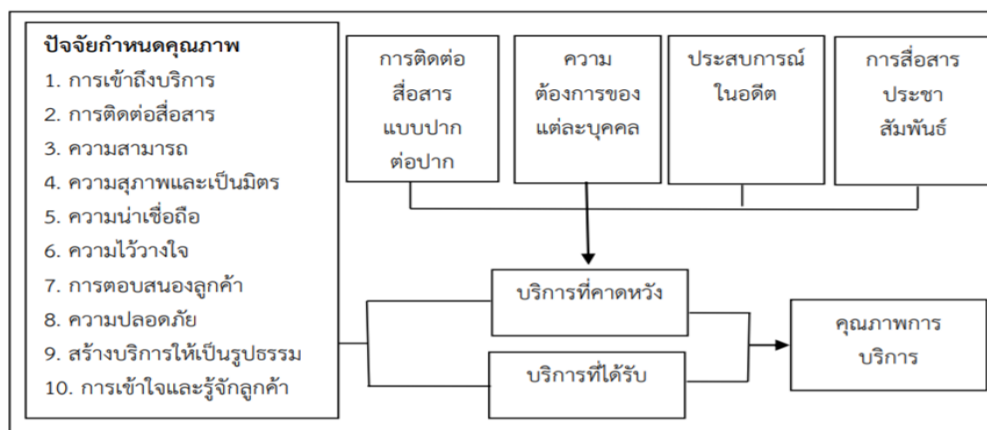 ปัจจัยกำหนดคุณภาพ
1. การเข้าถึงบริการ
2. การติดต่อสื่อสาร
3. ความสามารถ
4. ความสุภาพและเป็นมิตร
5. ความน่าเชื่อถือ
6. ความไว้วางใจ
7. การตอบสนองลูกค้า
8. ความปลอดภัย
9. สร้างบริการให้เป็นรูปธรรม
10. การเข้าใจและรู้จักลูกค้า
การติดต่อ
สื่อสาร
แบบปาก
ต่อปาก
ความ
ต้องการของ
แต่ละบุคคล
ประสบการณ์
ในอดีต
การสื่อสาร
ประชา
สัมพันธ์
บริการที่คาดหวัง
บริการที่ได้รับ
คุณภาพการ
บริการ